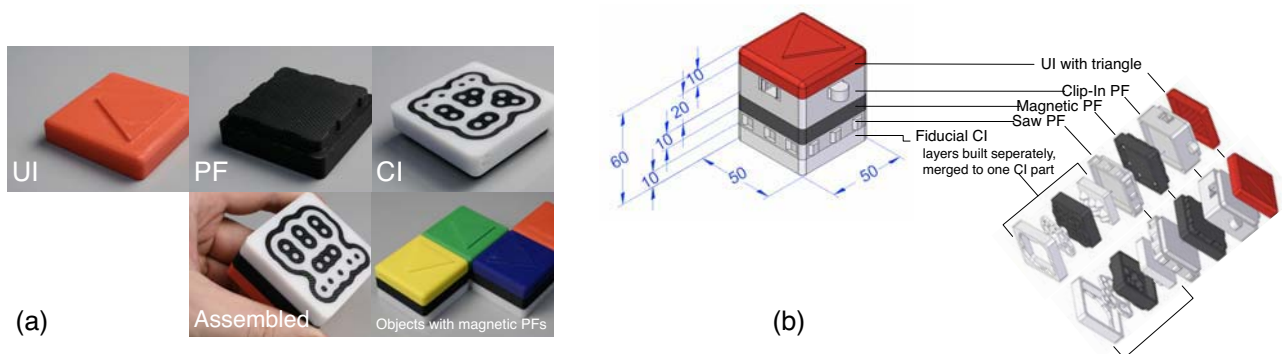 UI
PF
CI
Assembled
Objects with magnetic PFs
(a)
(b)
10
20
10
10
60
50
50
UI with triangle
Clip-In PF
Magnetic PF
Saw PF
Fiducial CI
layers built seperately,
merged to one CI part